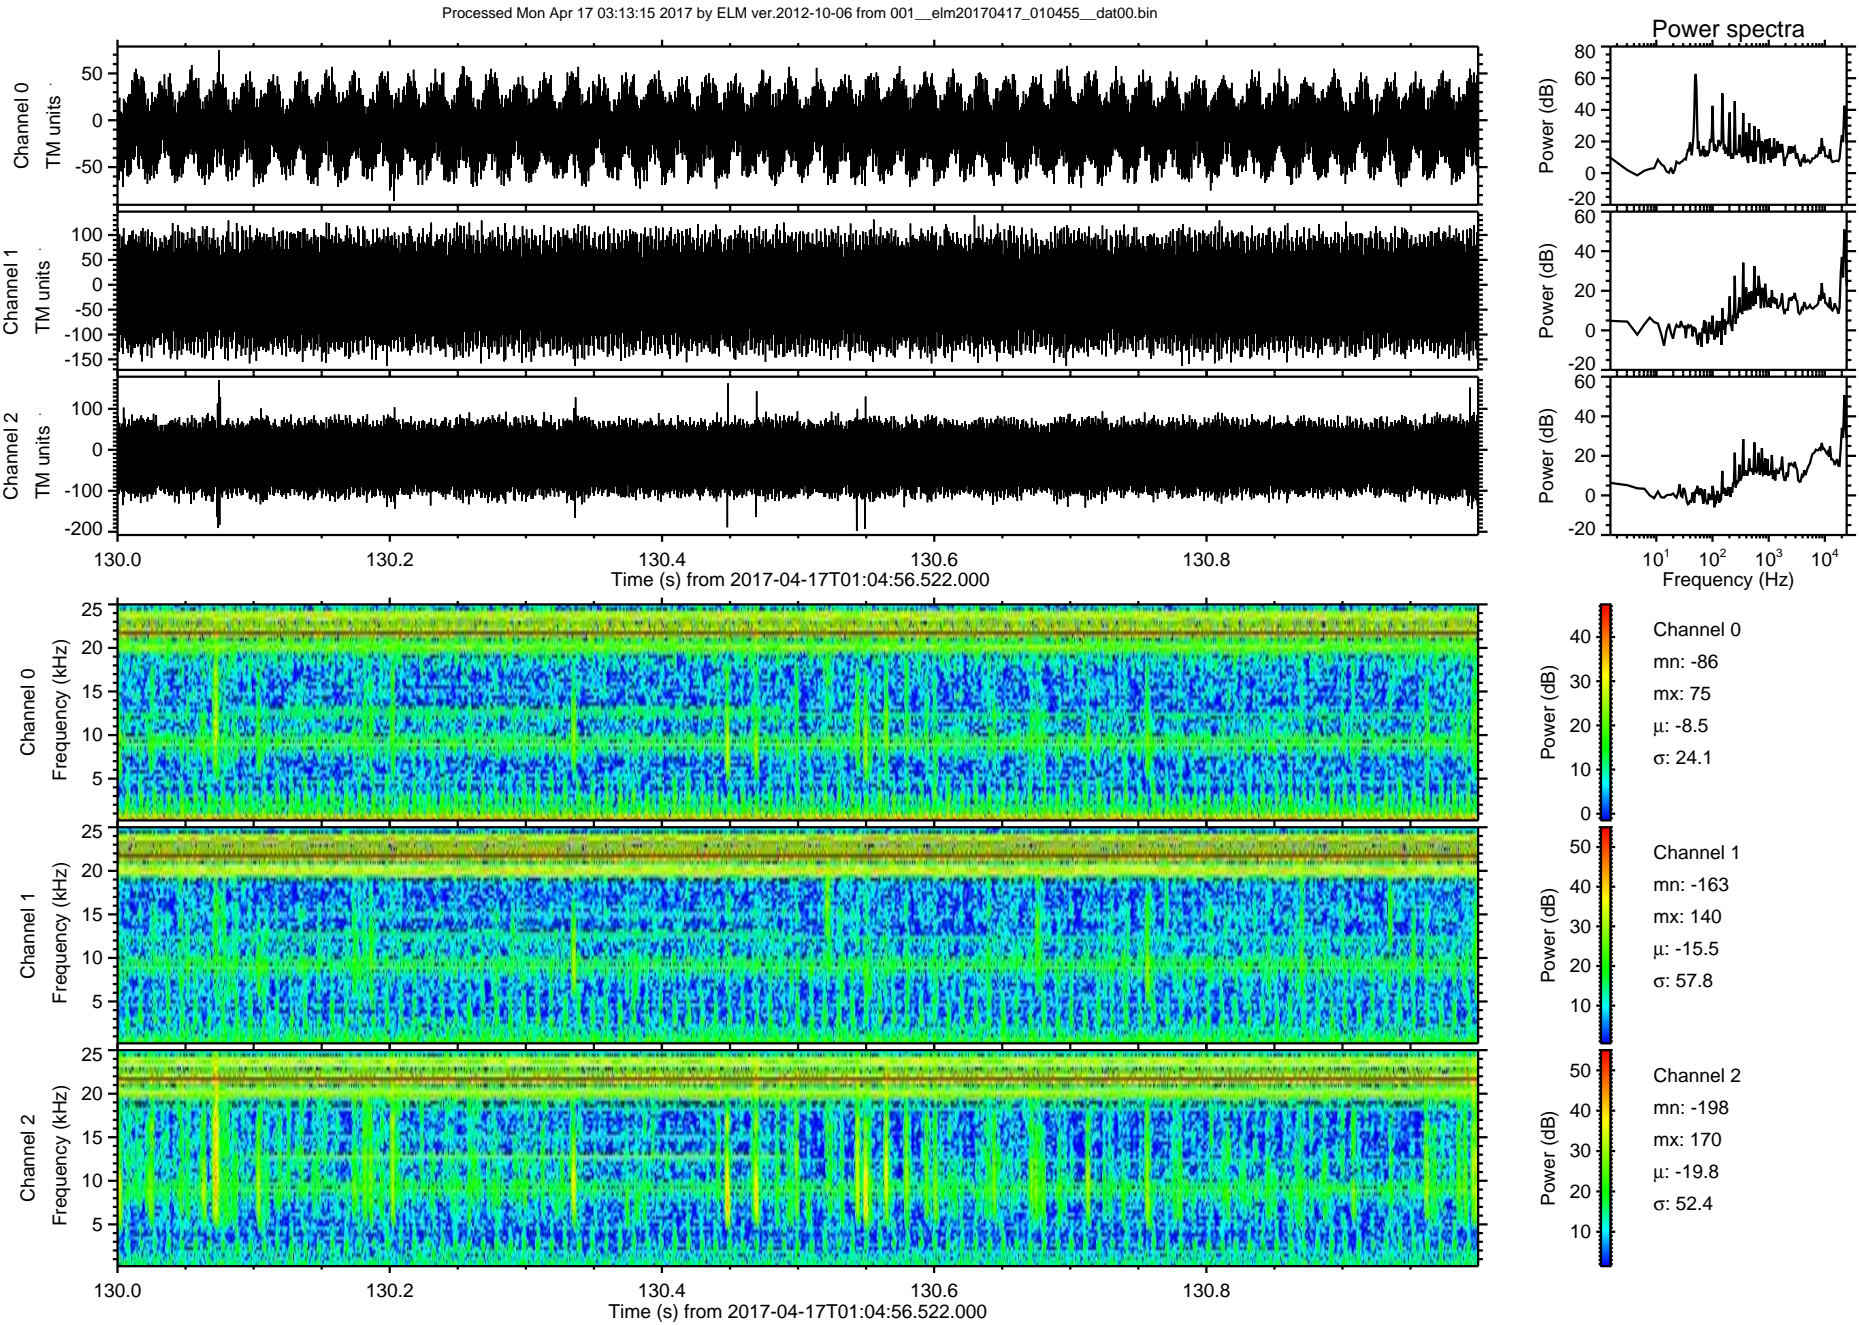 Processed Mon Apr 17 03:13:15 2017 by ELM ver.2012-10-06 from 001__elm20170417_010455__dat00.bin
Power spectra
Channel 0
TM units
50
0
-50
Power (dB)
80
60
40
20
0
-20
Channel 1
TM units
100
50
0
-50
-100
-150
Power (dB)
60
40
20
0
-20
Channel 2
TM units
100
0
-100
-200
Power (dB)
60
40
20
0
-20
130.0 130.2 130.4 130.6 130.8
Time (s) from 2017-04-17T01:04:56.522.000
10^1 10^2 10^3 10^4
Frequency (Hz)
Channel 0
Frequency (kHz)
25
20
15
10
5
Power (dB)
40
30
20
10
0
Channel 0
mn: -86
mx: 75
μ: -8.5
σ: 24.1
Channel 1
Frequency (kHz)
25
20
15
10
5
Power (dB)
50
40
30
20
10
Channel 1
mn: -163
mx: 140
μ: -15.5
σ: 57.8
Channel 2
Frequency (kHz)
25
20
15
10
5
Power (dB)
50
40
30
20
10
Channel 2
mn: -198
mx: 170
μ: -19.8
σ: 52.4
130.0 130.2 130.4 130.6 130.8
Time (s) from 2017-04-17T01:04:56.522.000